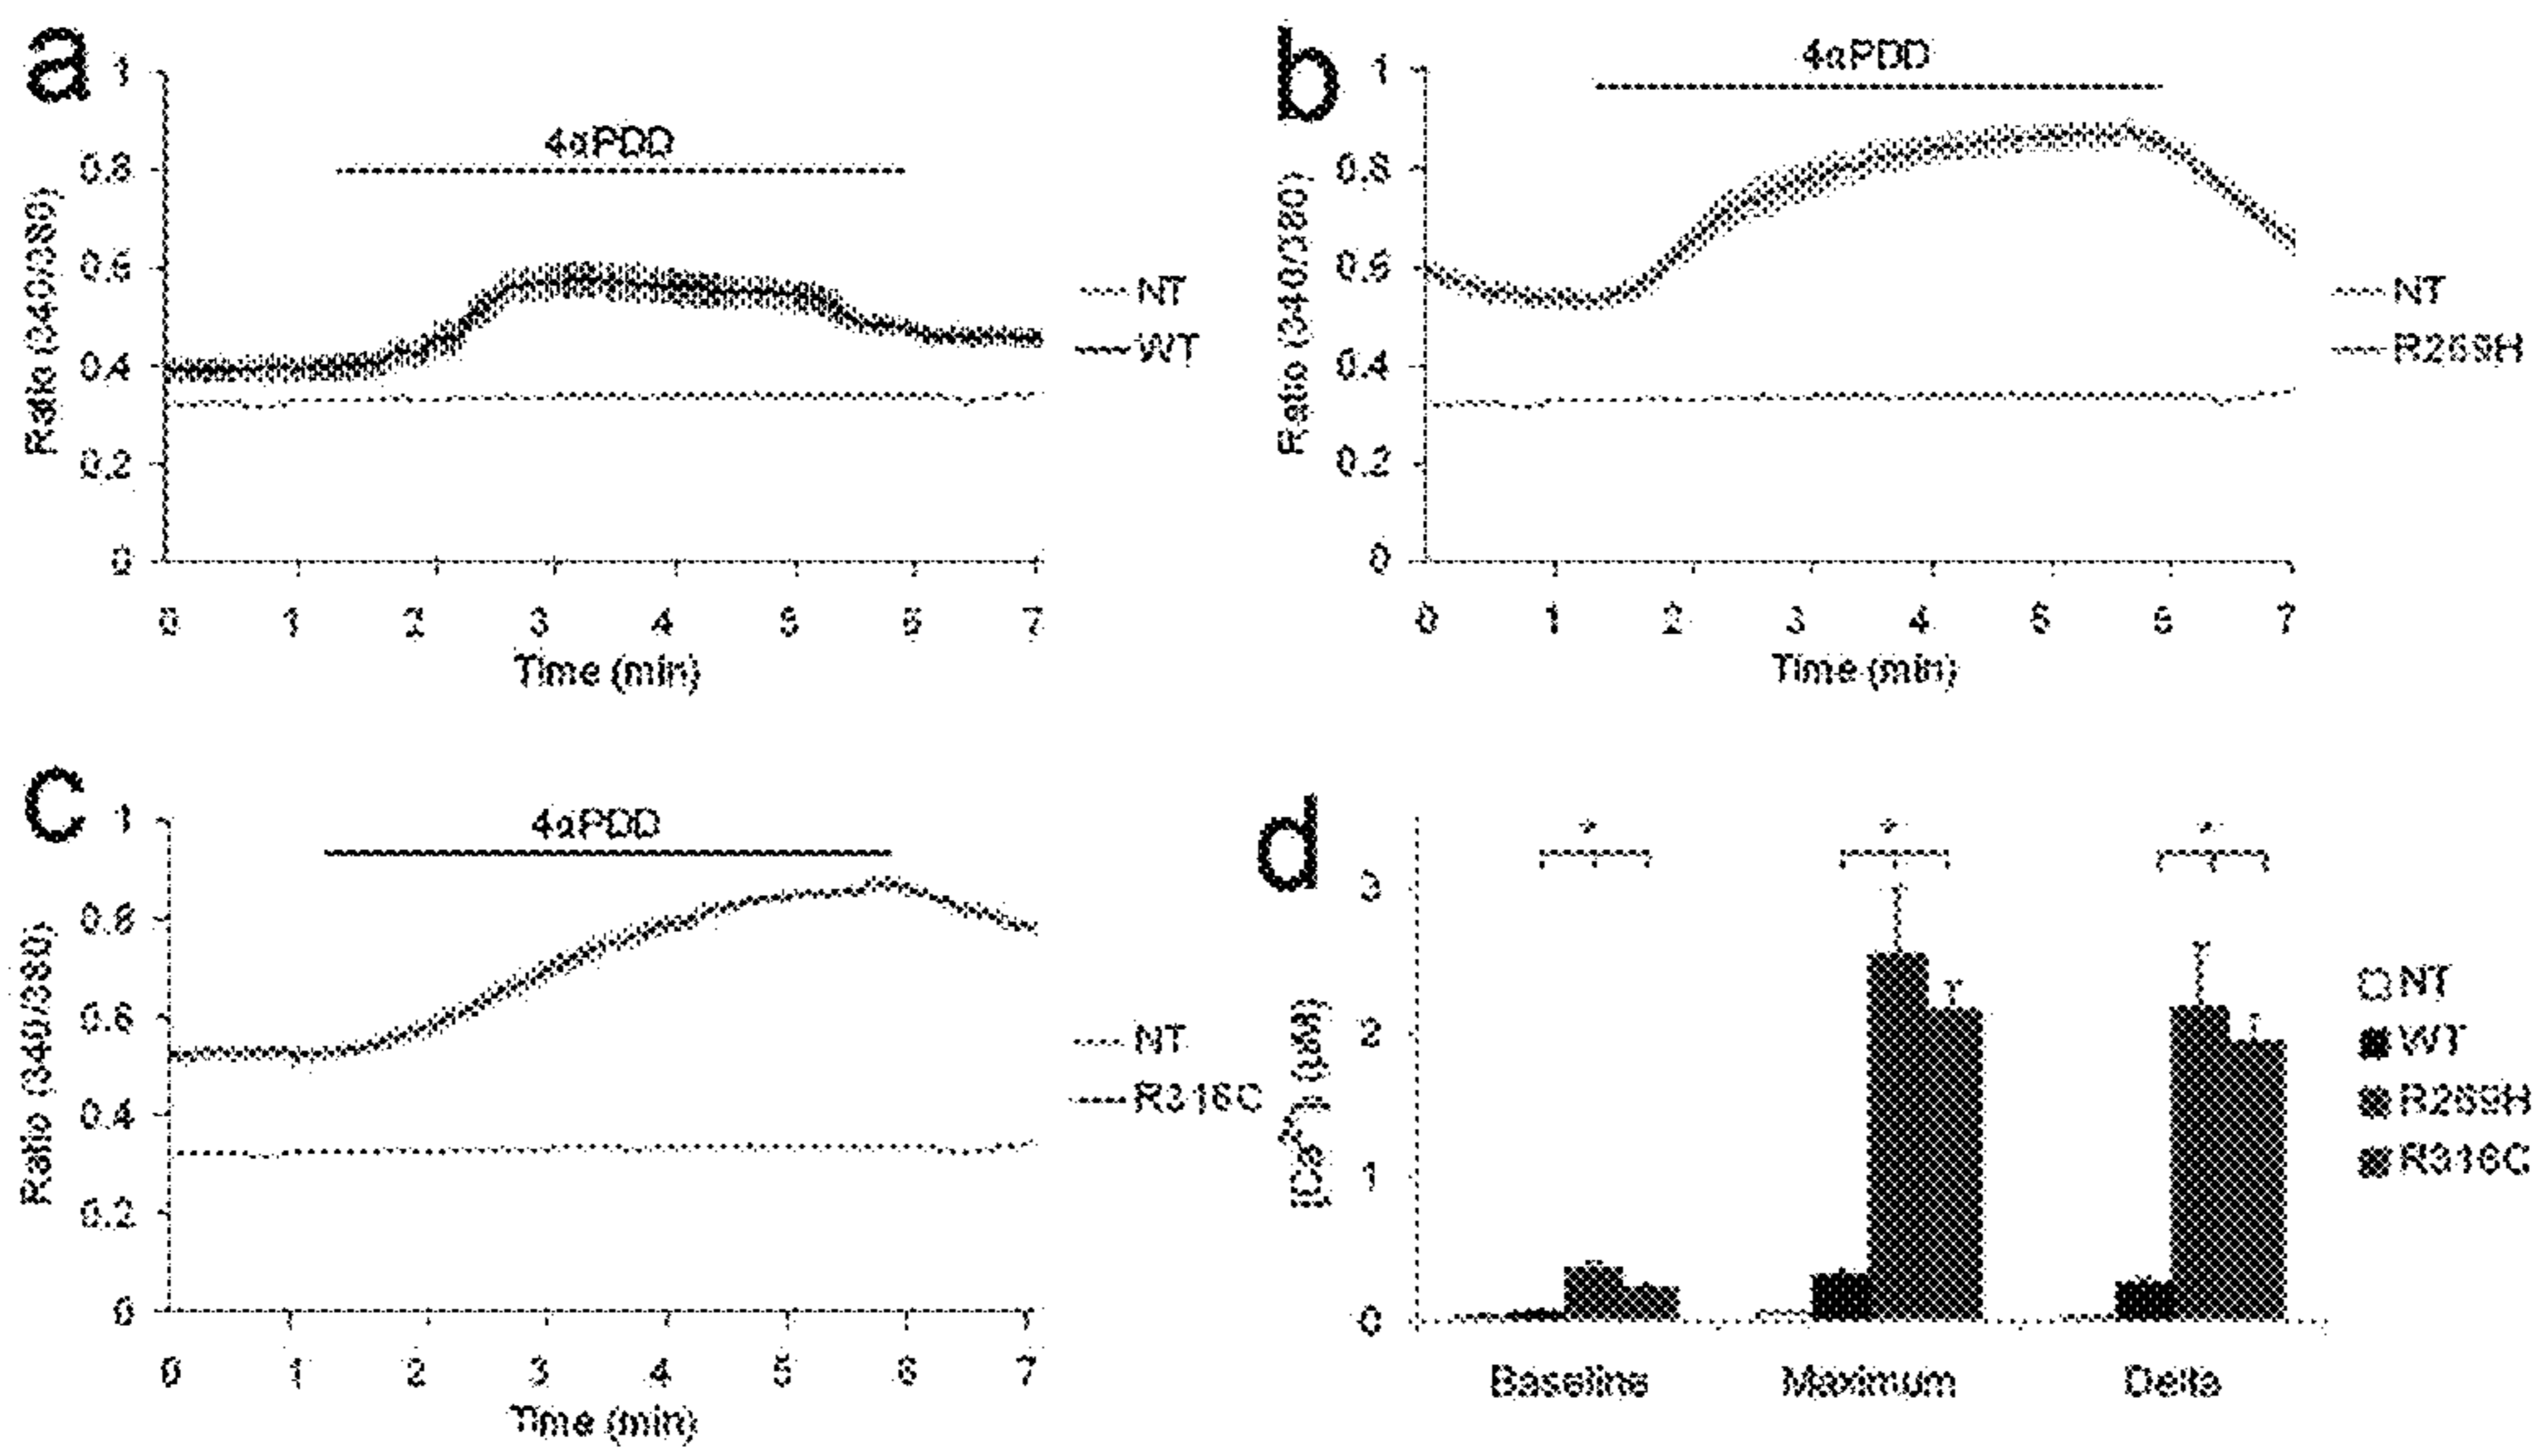 a
4αPDD
Ratio (340/380)
1
0.8
0.6
0.4
0.2
0
0 1 2 3 4 5 6 7
Time (min)
NT
WT
b
4αPDD
Ratio (340/380)
1
0.8
0.6
0.4
0.2
0
0 1 2 3 4 5 6 7
Time (min)
NT
R269H
c
4αPDD
Ratio (340/380)
1
0.8
0.6
0.4
0.2
0
0 1 2 3 4 5 6 7
Time (min)
NT
R316C
d
* * *
[Ca²⁺]i (µM)
3
2
1
0
Baseline Maximum Delta
NT
WT
R269H
R316C